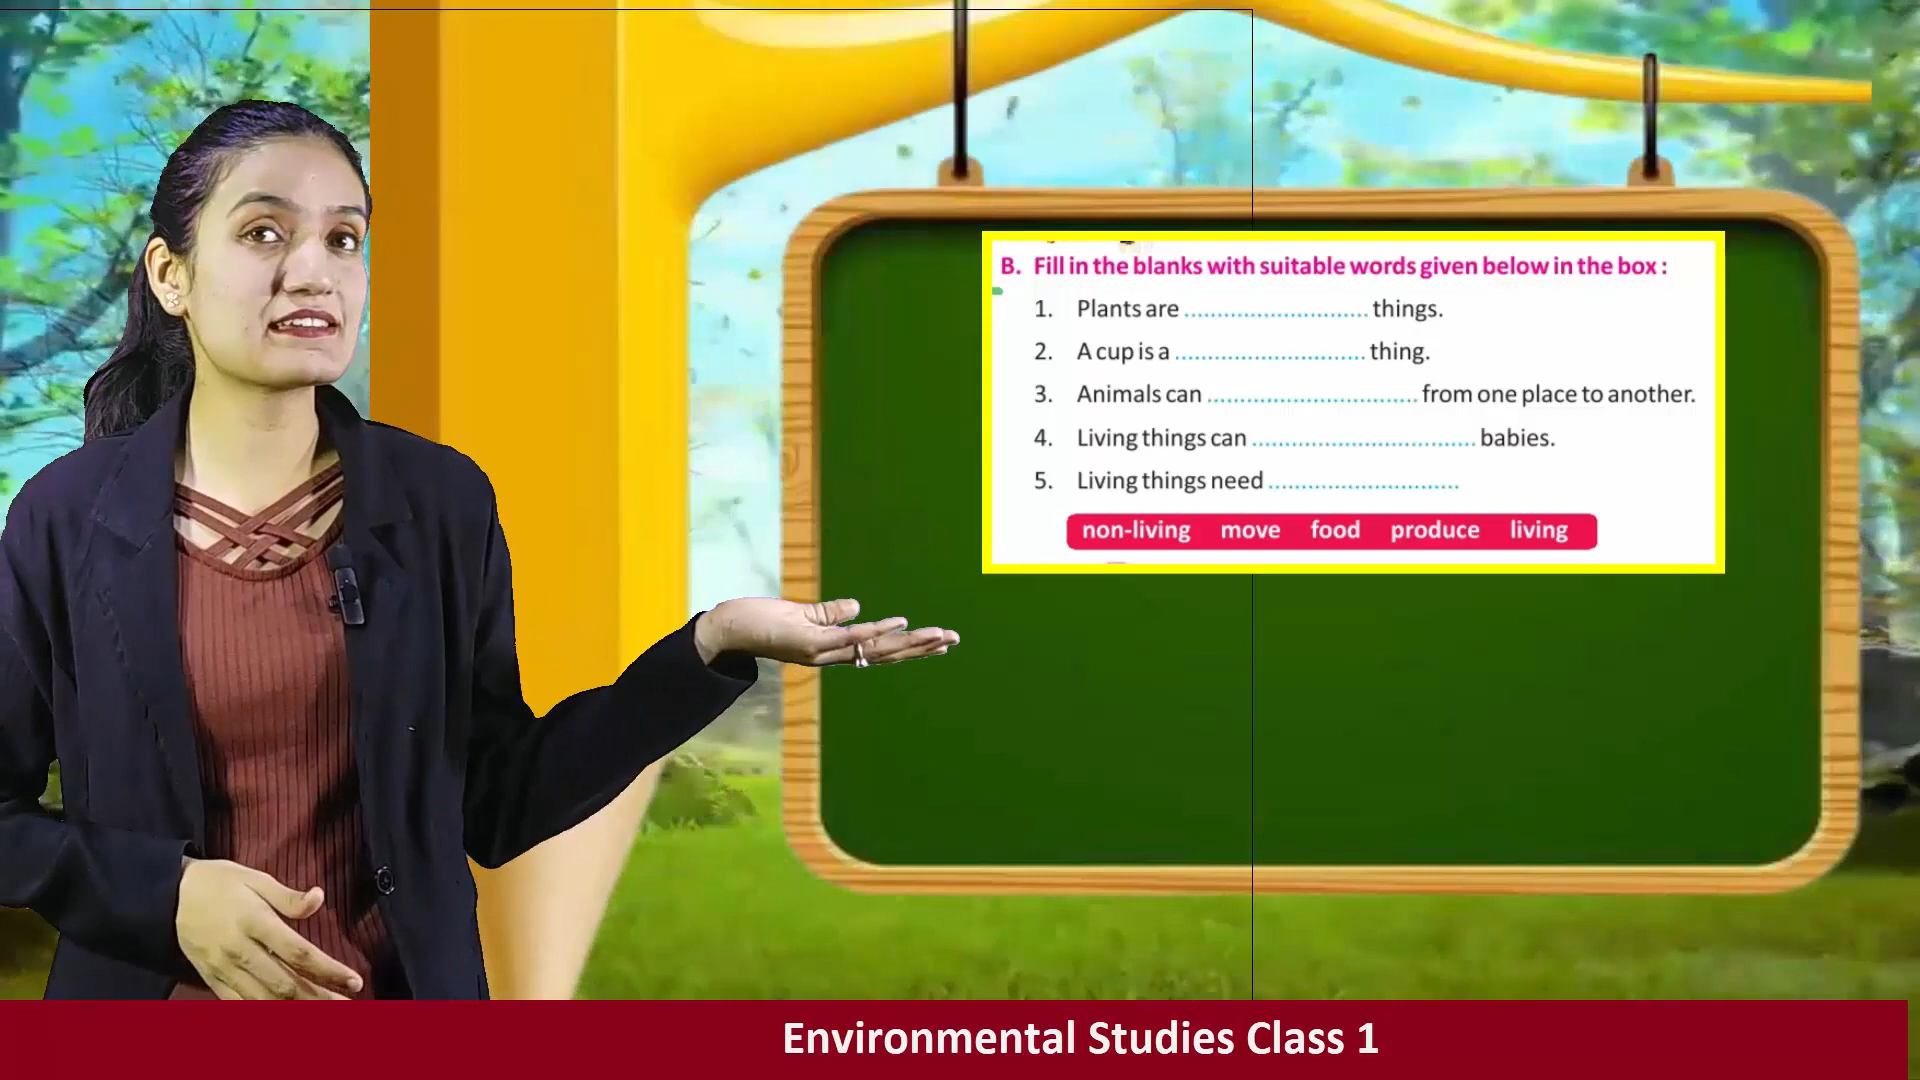 B. Fill in the blanks with suitable words given below in the box :
1. Plants are ............................ things.
2. A cup is a ............................. thing.
3. Animals can ................................ from one place to another.
4. Living things can .................................. babies.
5. Living things need .............................
non-living move food produce living
Environmental Studies Class 1